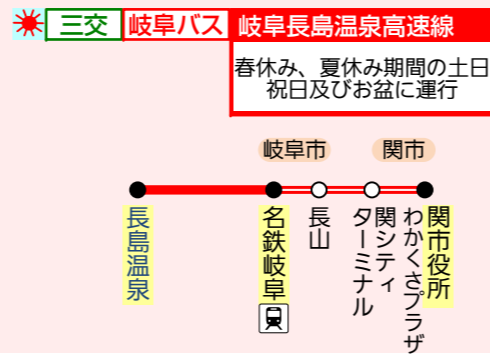 三交 岐阜バス 岐阜長島温泉高速線
春休み、夏休み期間の土日
祝日及びお盆に運行
岐阜市 関市
長島温泉
名鉄岐阜
長山
関シティ
ターミナル
関市役所
わかくさプラザ